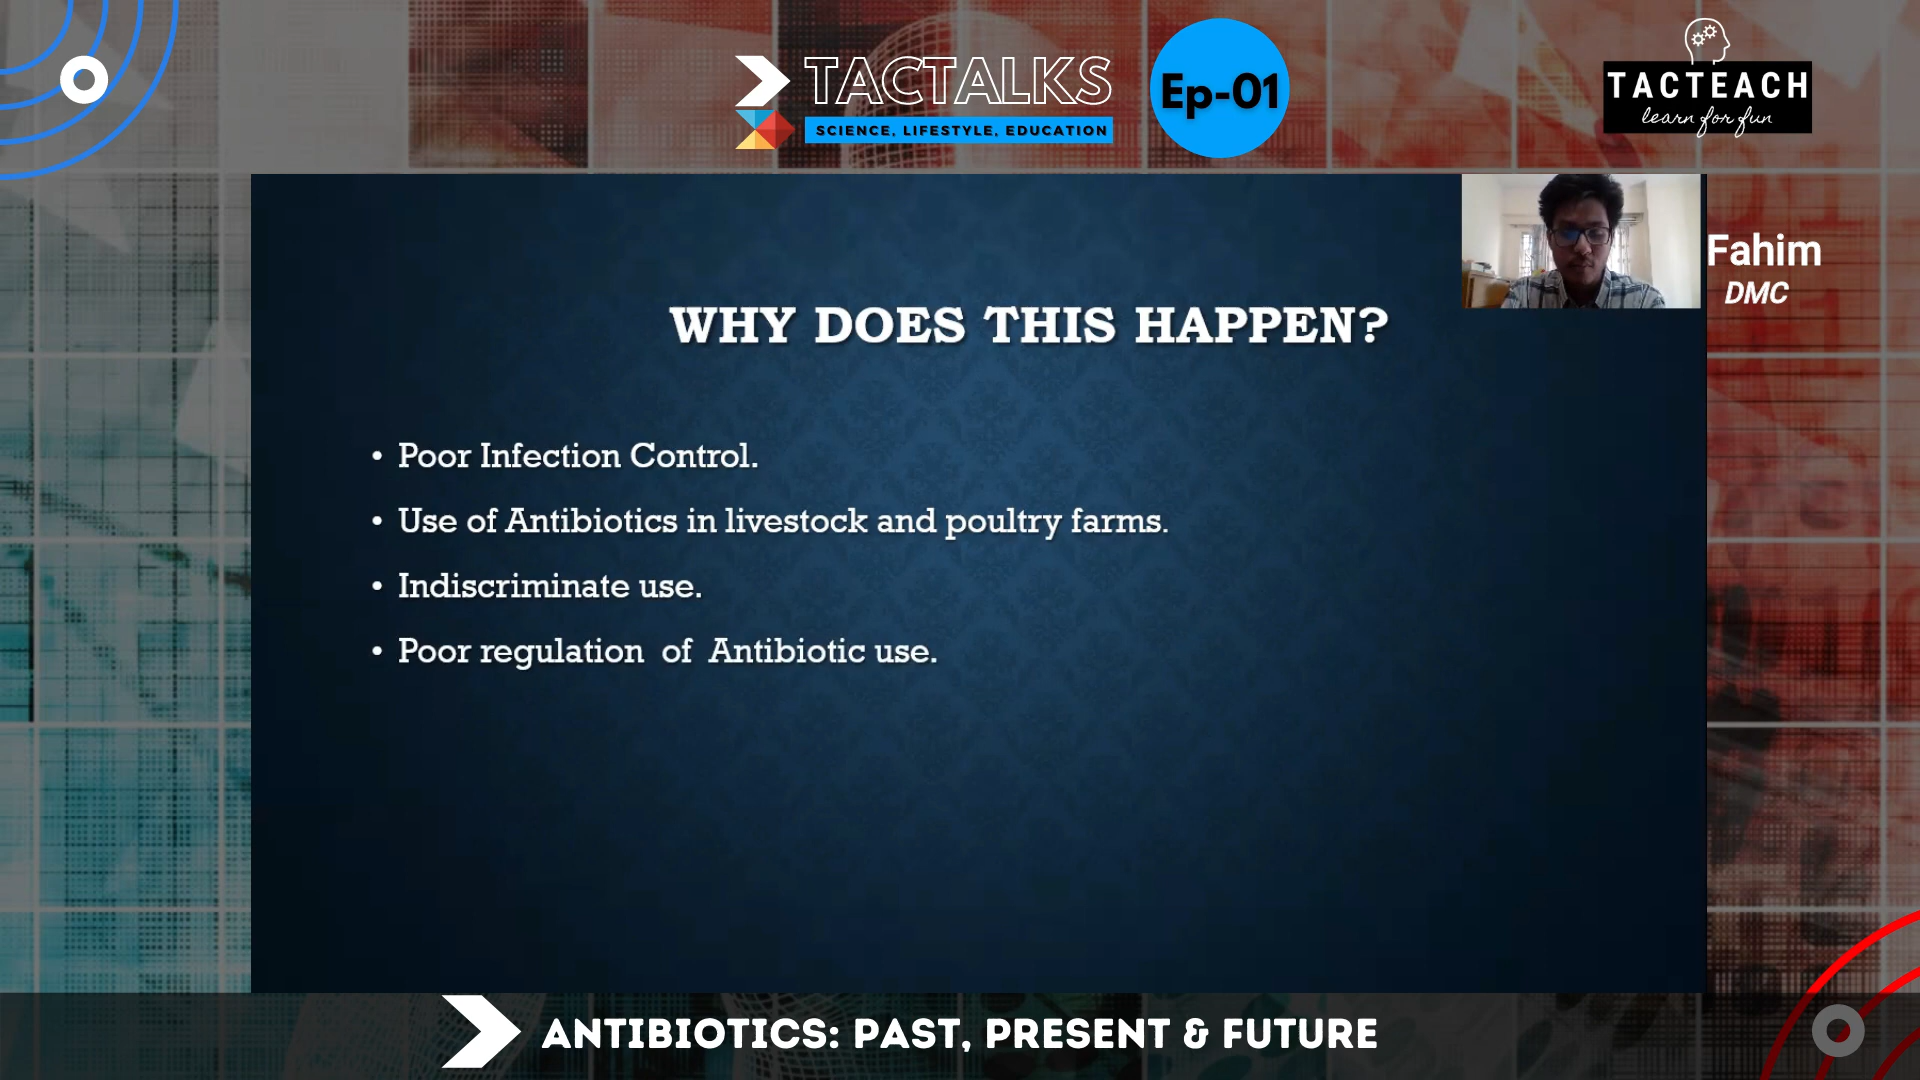 TACTALKS
SCIENCE, LIFESTYLE, EDUCATION
Ep-01
TACTEACH
learn for fun
Fahim
DMC
WHY DOES THIS HAPPEN?
• Poor Infection Control.
• Use of Antibiotics in livestock and poultry farms.
• Indiscriminate use.
• Poor regulation of Antibiotic use.
ANTIBIOTICS: PAST, PRESENT & FUTURE